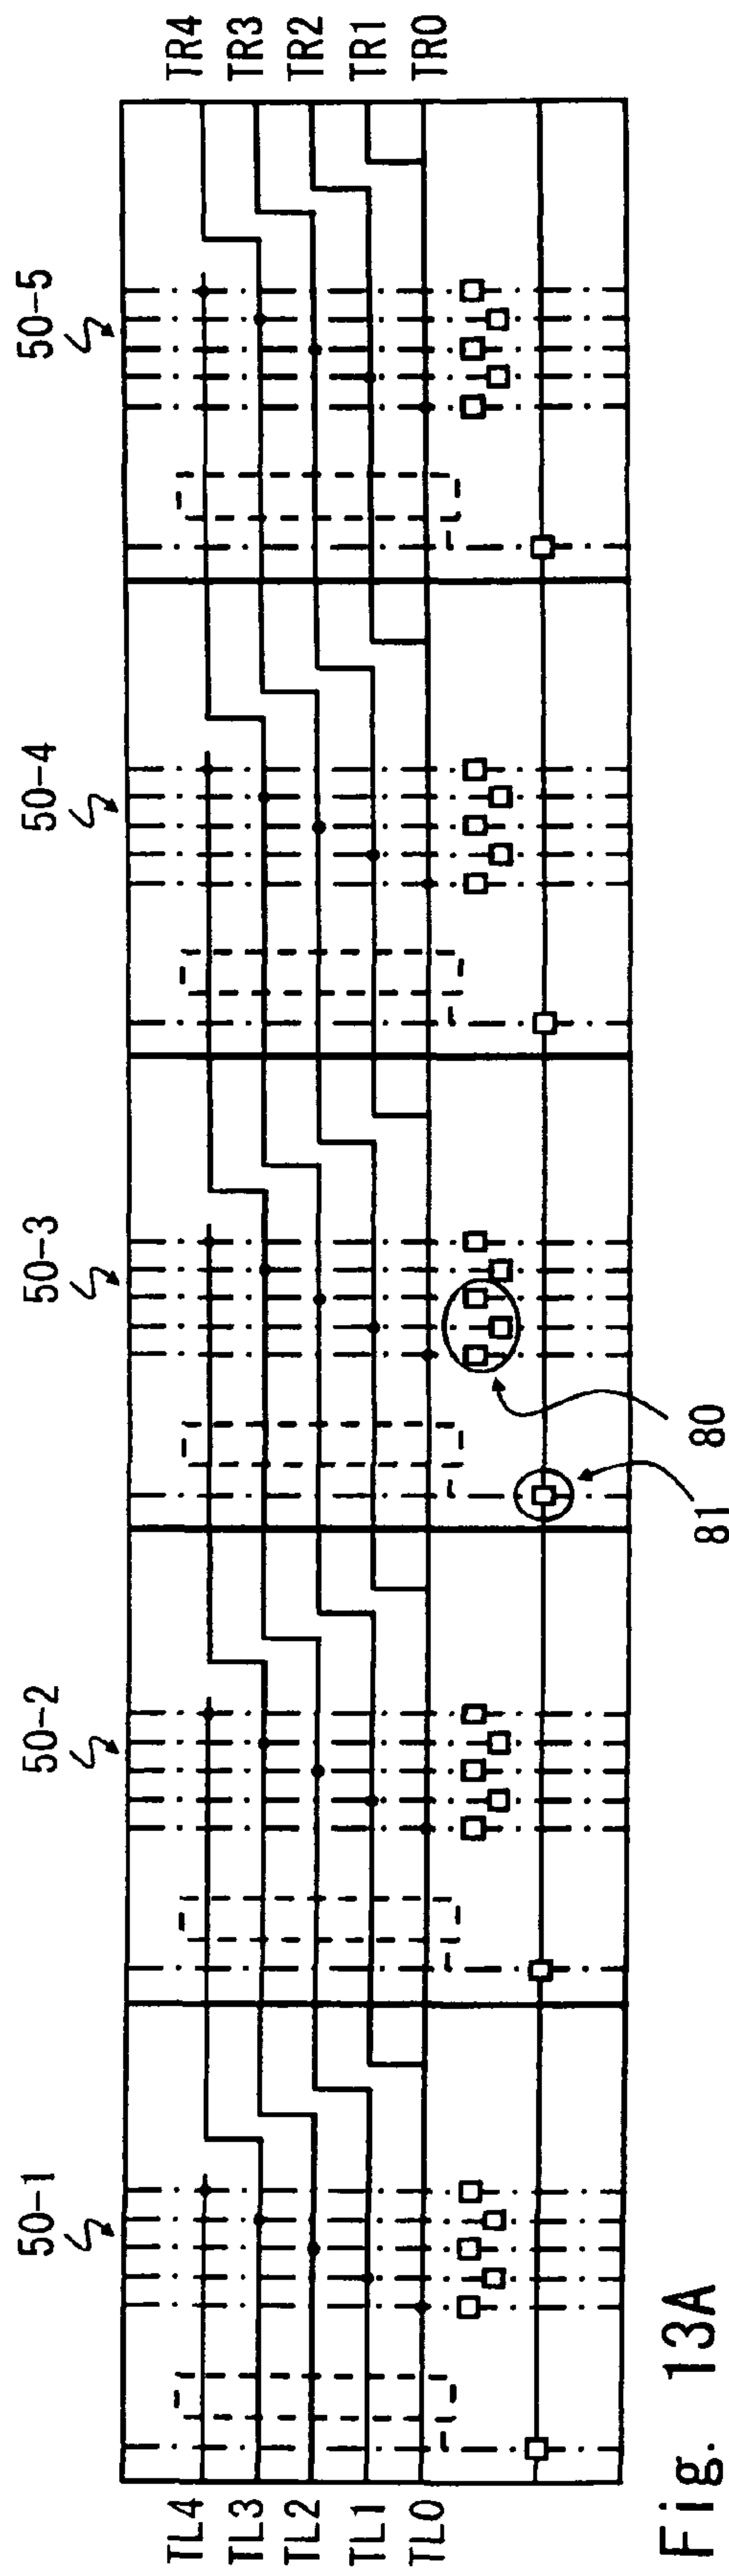 50-1
50-2
50-3
50-4
50-5
TL4
TL3
TL2
TL1
TL0
TR4
TR3
TR2
TR1
TR0
81
80
Fig. 13A